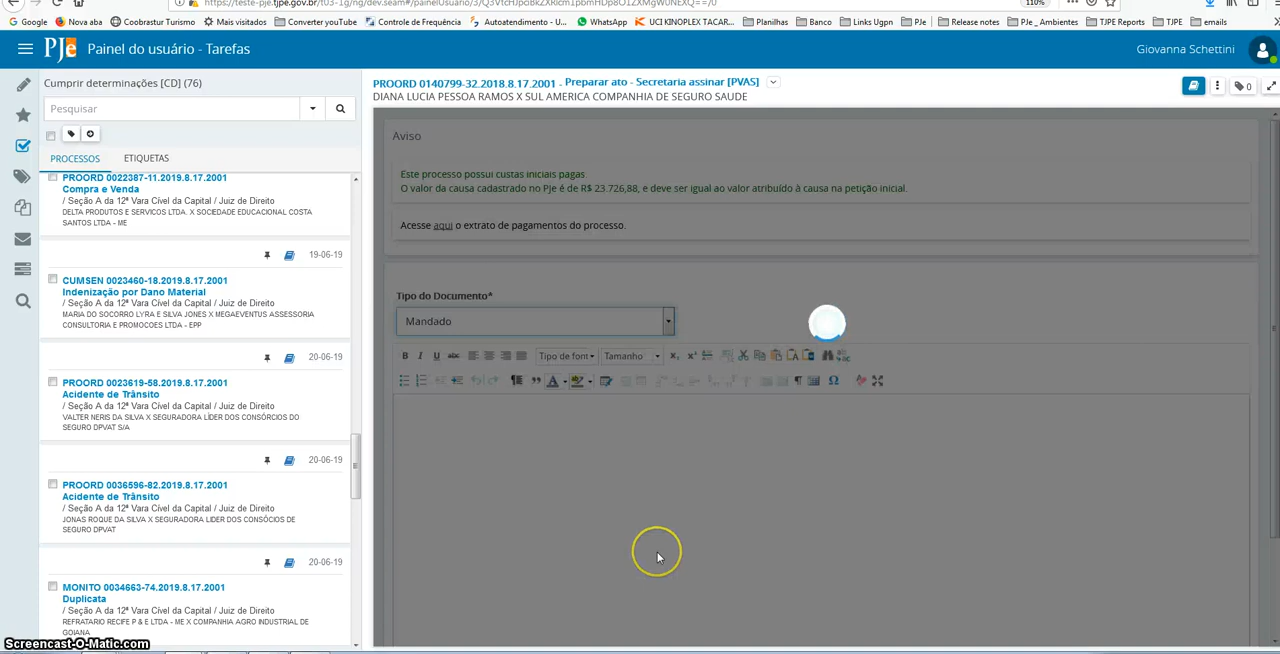 110%
Google
Nova aba
Coobrastur Turismo
Mais visitados
Converter youTube
Controle de Frequência
Autoatendimento - U...
WhatsApp
UCI KINOPLEX TACAR...
Planilhas
Banco
Links Ugpn
PJe
Release notes
PJe _ Ambientes
TJPE Reports
TJPE
emails
PJe Painel do usuário - Tarefas
Giovanna Schettini
Cumprir determinações [CD] (76)
Pesquisar
PROCESSOS ETIQUETAS
PROORD 0022387-11.2019.8.17.2001
Compra e Venda
/ Seção A da 12ª Vara Cível da Capital / Juiz de Direito
DELTA PRODUTOS E SERVICOS LTDA. X SOCIEDADE EDUCACIONAL COSTA
SANTOS LTDA - ME
19-06-19
CUMSEN 0023460-18.2019.8.17.2001
Indenização por Dano Material
/ Seção A da 12ª Vara Cível da Capital / Juiz de Direito
MARIA DO SOCORRO LYRA E SILVA JONES X MEGAEVENTUS ASSESSORIA
CONSULTORIA E PROMOCOES LTDA - EPP
20-06-19
PROORD 0023619-58.2019.8.17.2001
Acidente de Trânsito
/ Seção A da 12ª Vara Cível da Capital / Juiz de Direito
VALTER NERIS DA SILVA X SEGURADORA LÍDER DOS CONSÓRCIOS DO
SEGURO DPVAT S/A
20-06-19
PROORD 0036596-82.2019.8.17.2001
Acidente de Trânsito
/ Seção A da 12ª Vara Cível da Capital / Juiz de Direito
JONAS ROQUE DA SILVA X SEGURADORA LIDER DOS CONSÓCIOS DE
SEGURO DPVAT
20-06-19
MONITO 0034663-74.2019.8.17.2001
Duplicata
/ Seção A da 12ª Vara Cível da Capital / Juiz de Direito
REFRATARIO RECIFE P & E LTDA - ME X COMPANHIA AGRO INDUSTRIAL DE
GOIANA
PROORD 0140799-32.2018.8.17.2001 . Preparar ato - Secretaria assinar [PVAS]
DIANA LUCIA PESSOA RAMOS X SUL AMERICA COMPANHIA DE SEGURO SAUDE
0
Aviso
Este processo possui custas iniciais pagas
O valor da causa cadastrado no PJe é de R$ 23.726,88, e deve ser igual ao valor atribuído à causa na petição inicial.
Acesse aqui o extrato de pagamentos do processo.
Tipo do Documento*
Mandado
B I U abc Tipo de font Tamanho
Screencast-O-Matic.com